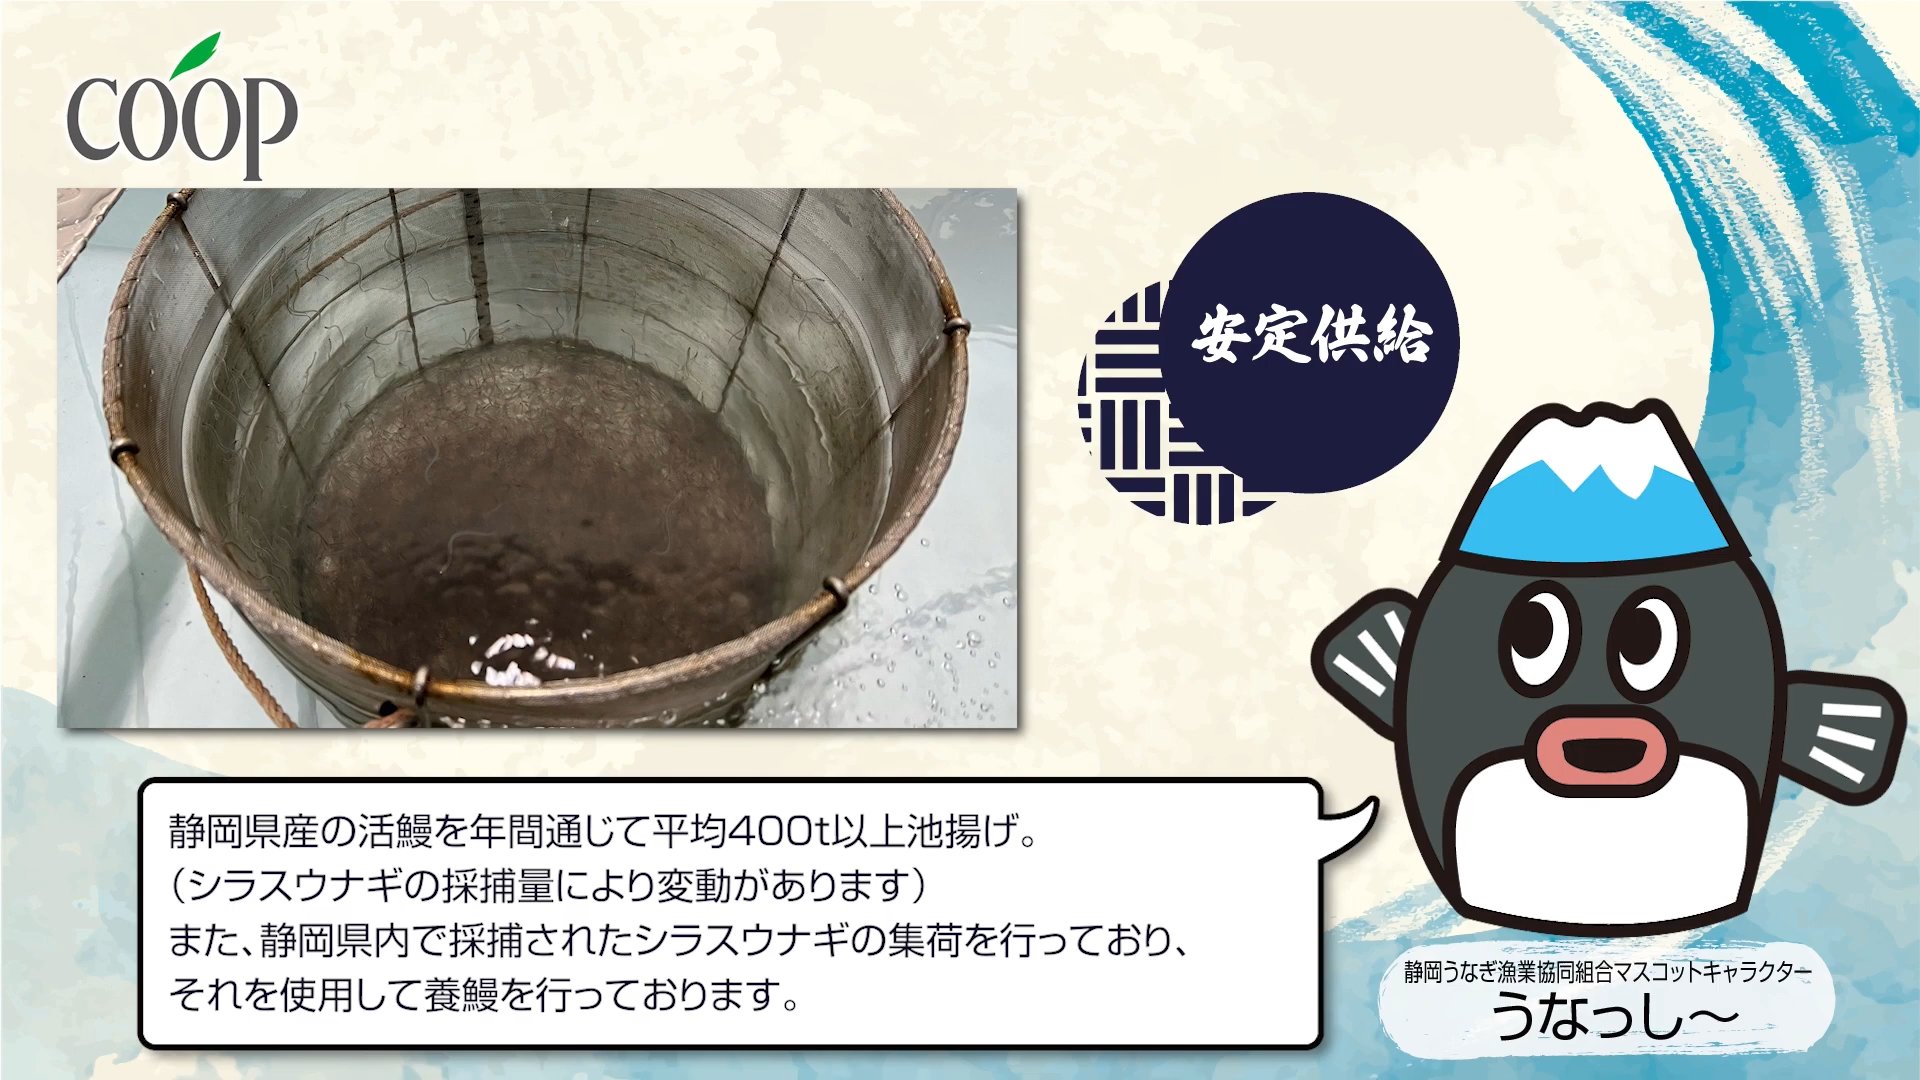 coop
安定供給
静岡県産の活鰻を年間通じて平均400t以上池揚げ。
（シラスウナギの採捕量により変動があります）
また、静岡県内で採捕されたシラスウナギの集荷を行っており、
それを使用して養鰻を行っております。
静岡うなぎ漁業協同組合マスコットキャラクター
うなっし～